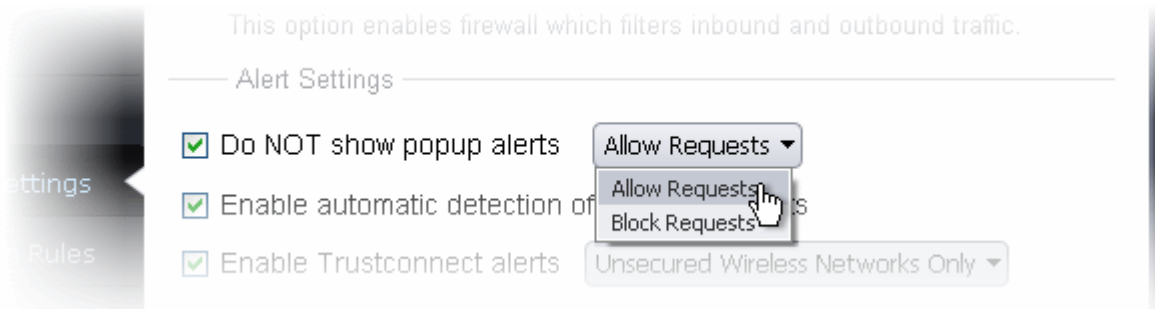 This option enables firewall which filters inbound and outbound traffic.
Alert Settings
Do NOT show popup alerts Allow Requests
Allow Requests
ettings
Enable automatic detection of s
Block Requests
Rules
Enable Trustconnect alerts Unsecured Wireless Networks Only